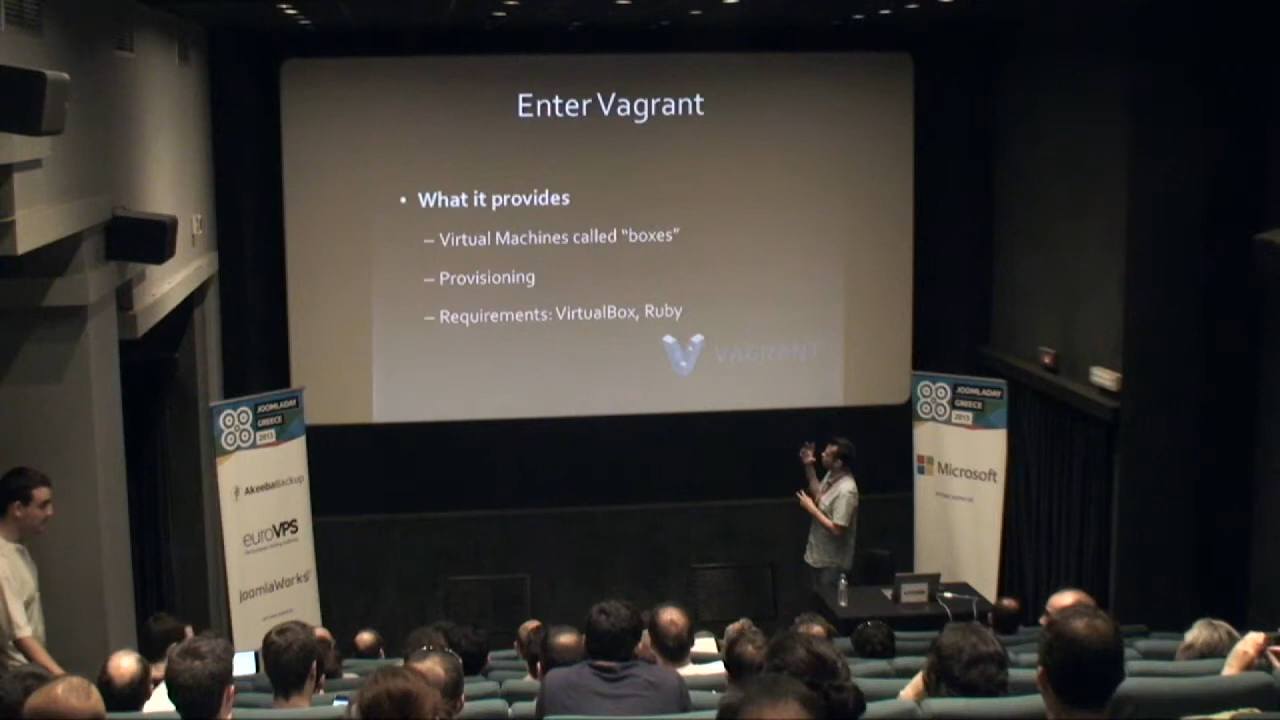 Enter Vagrant
• What it provides
– Virtual Machines called “boxes”
– Provisioning
– Requirements: VirtualBox, Ruby
VAGRANT
JOOMLADAY
GREECE
2013
AkeebaBackup
euroVPS
JoomlaWorks
JOOMLADAY
GREECE
2013
Microsoft